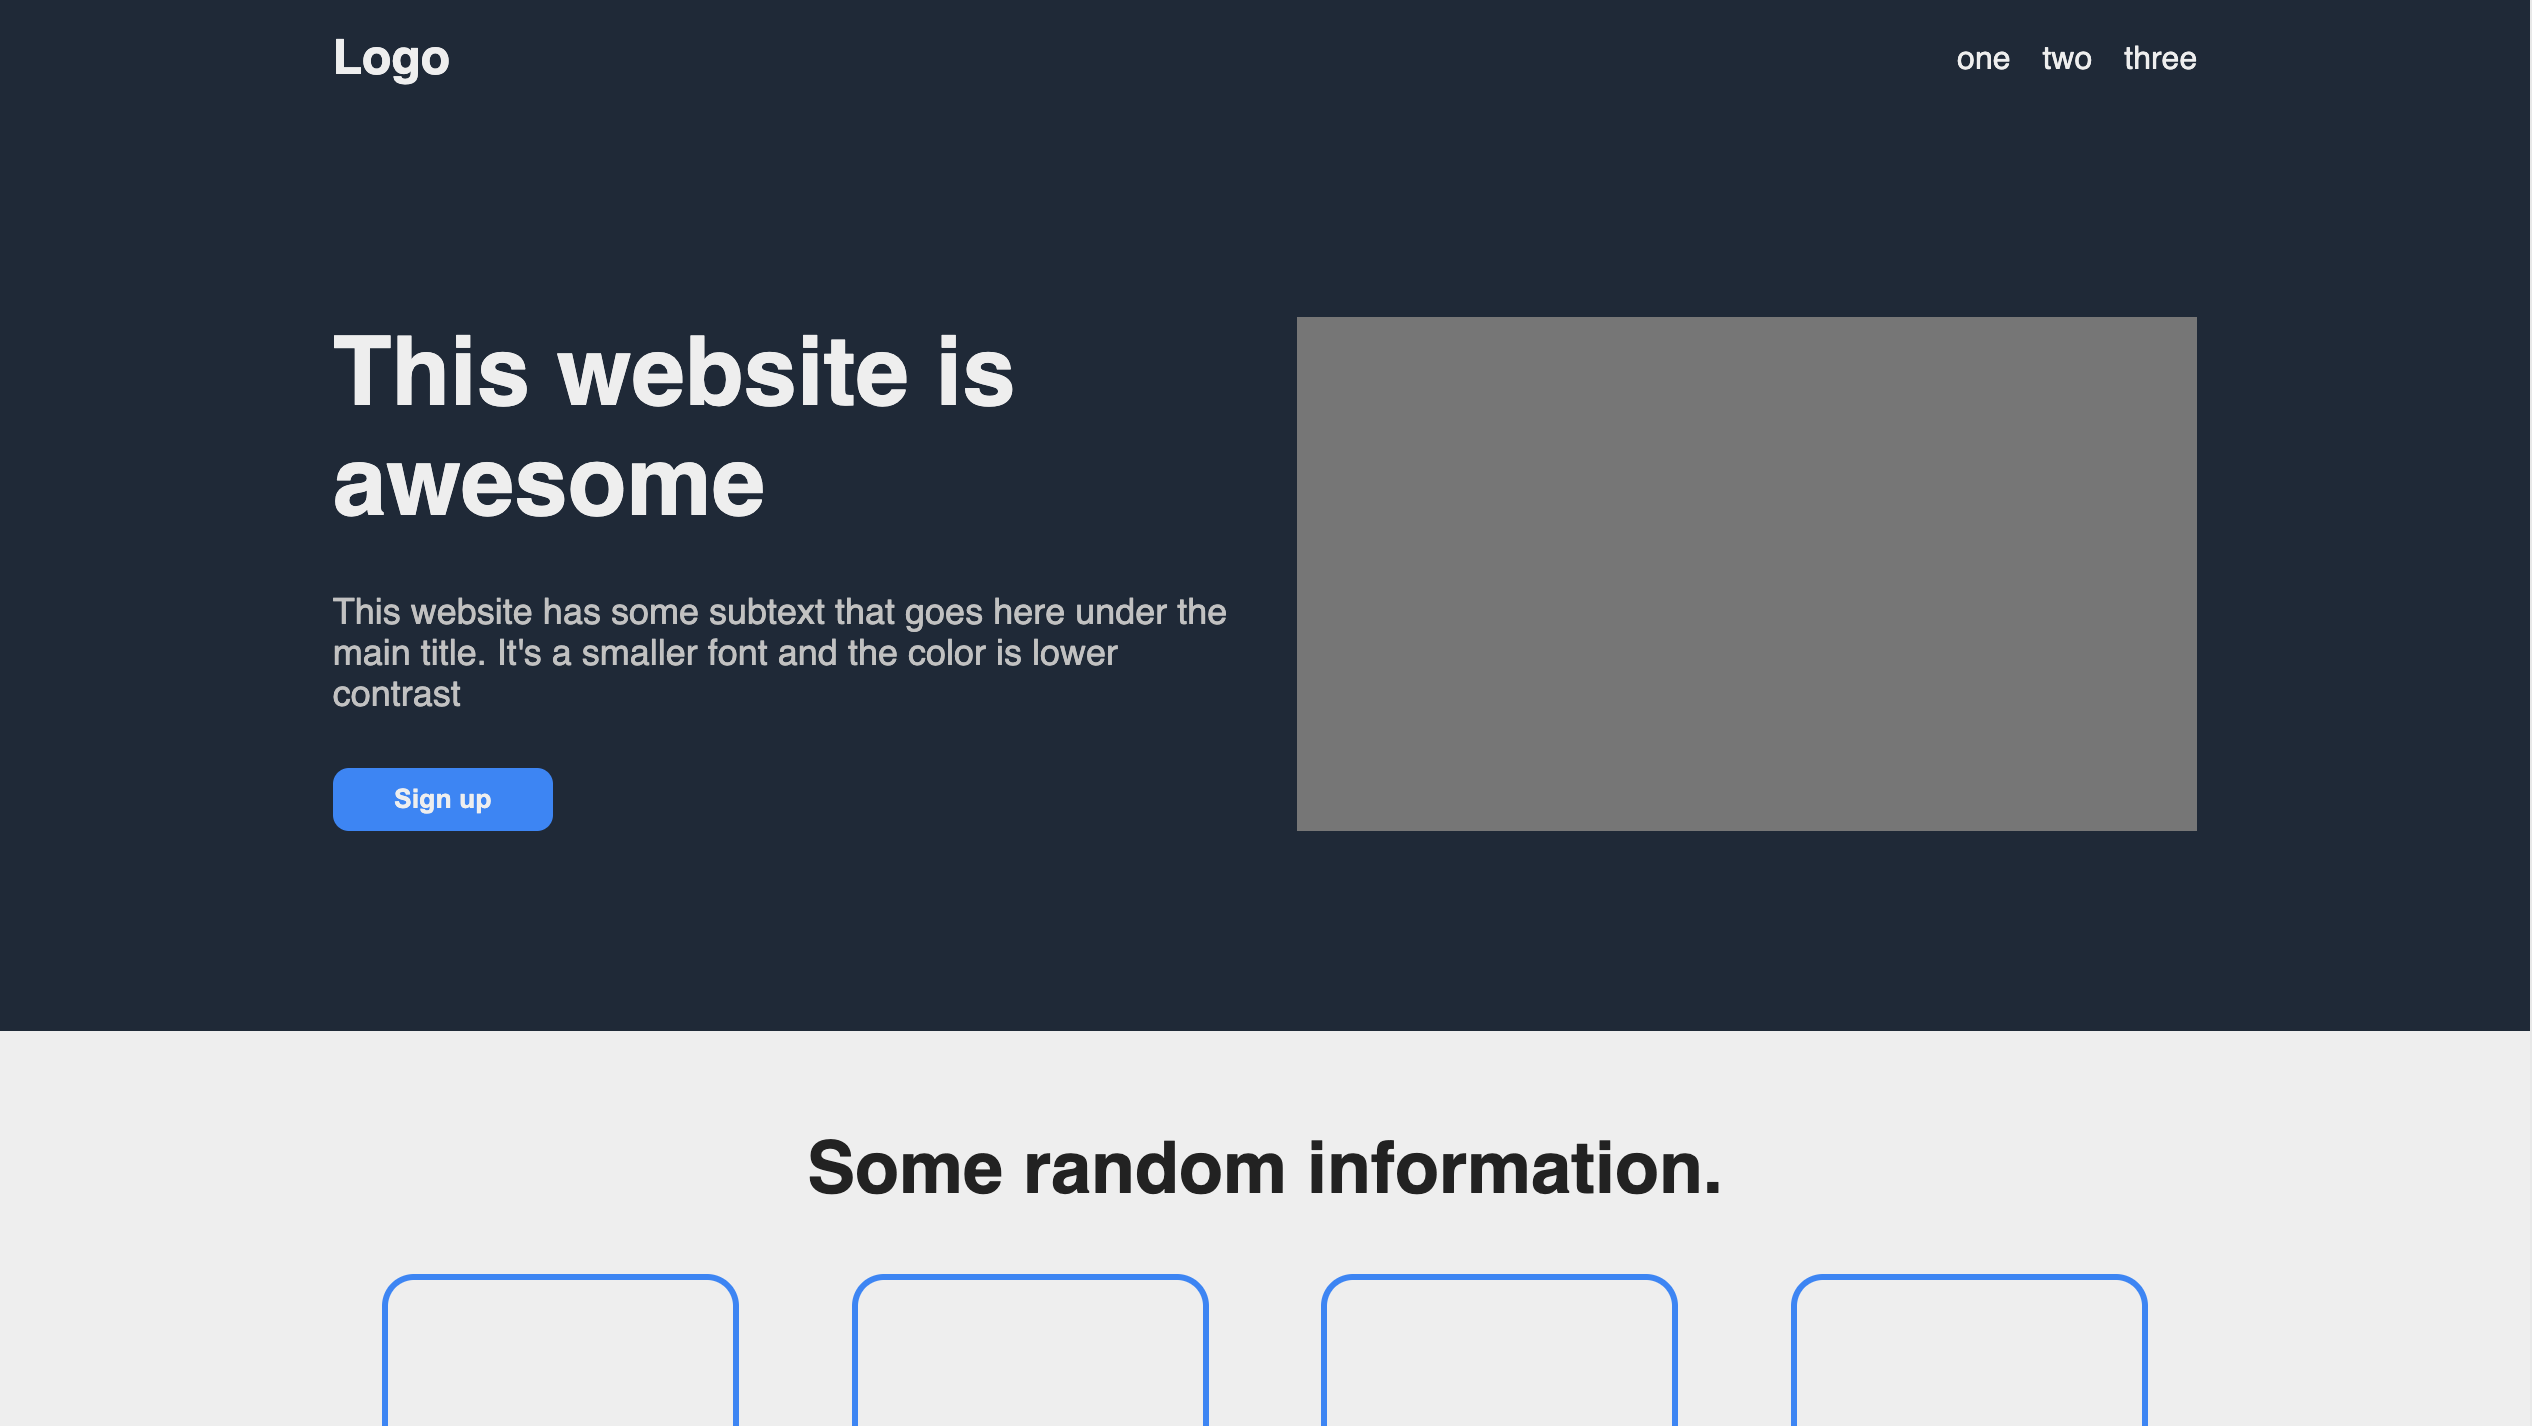 Logo
one two three
This website is
awesome
This website has some subtext that goes here under the
main title. It's a smaller font and the color is lower
contrast
Sign up
Some random information.